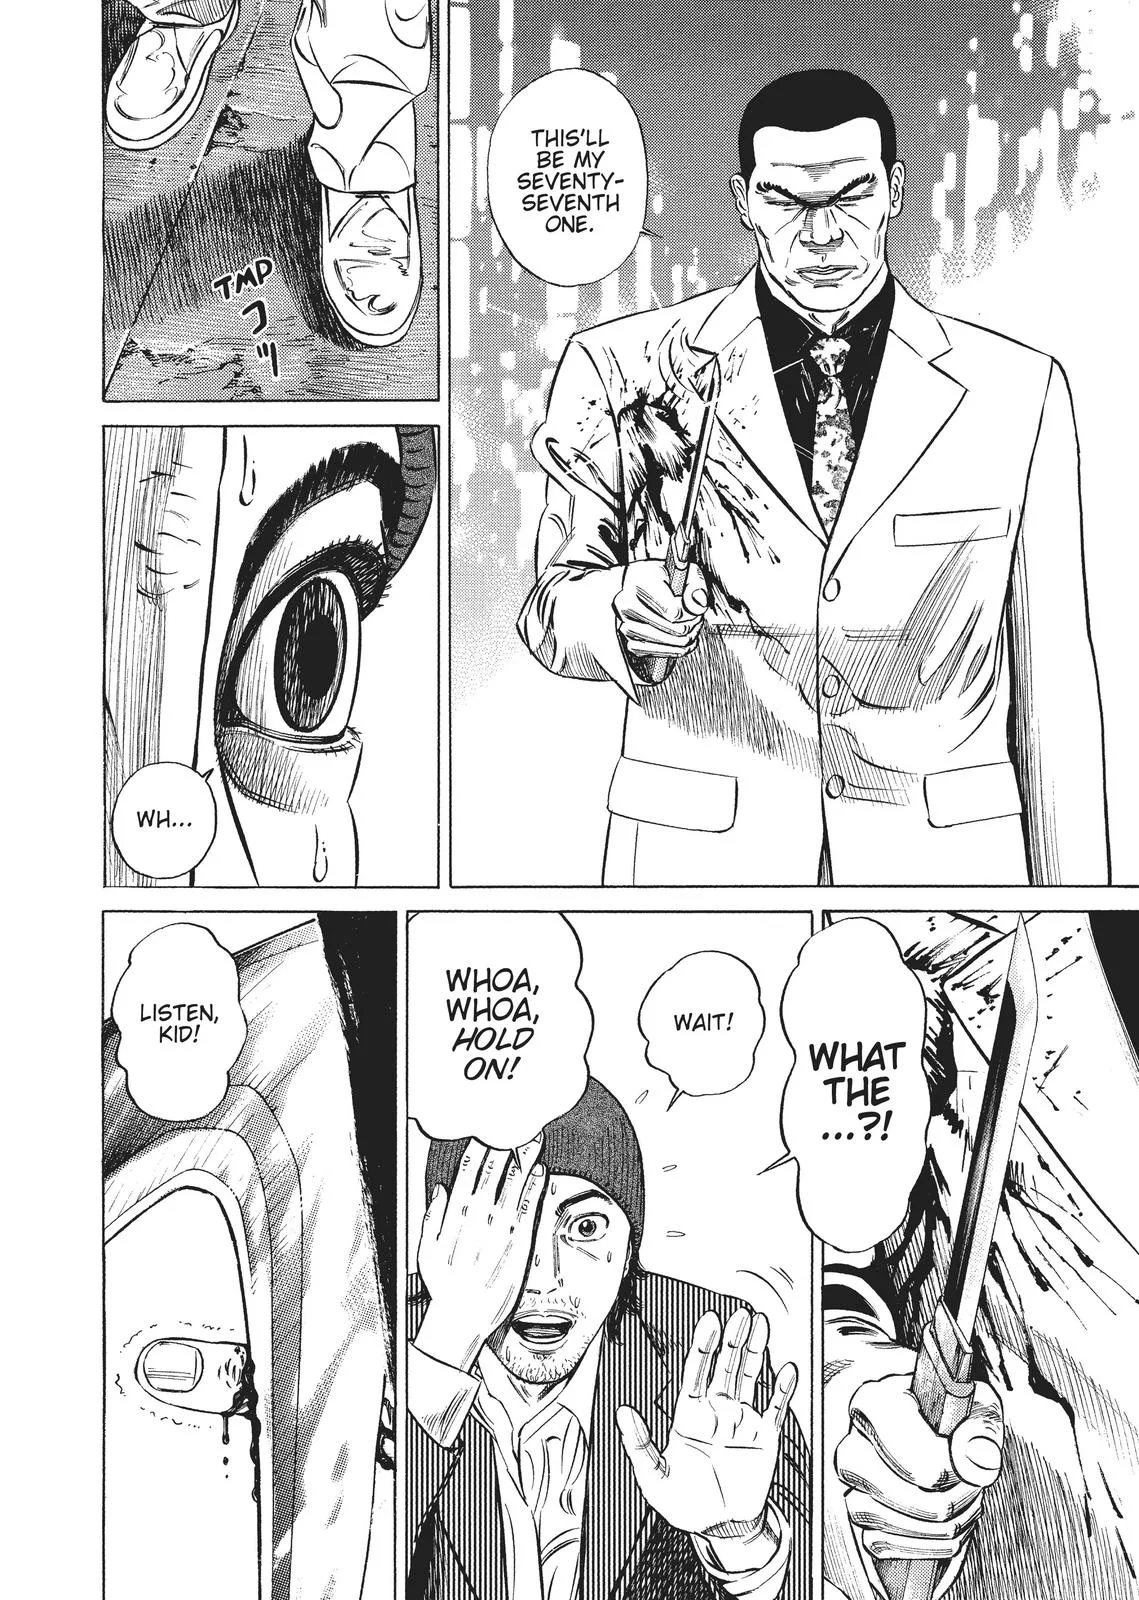 THIS'LL
BE MY
SEVENTY-
SEVENTH
ONE.
TMP
コ
ッ
WH...
WHAT
THE
...?!
WAIT!
WHOA,
WHOA,
HOLD
ON!
LISTEN,
KID!